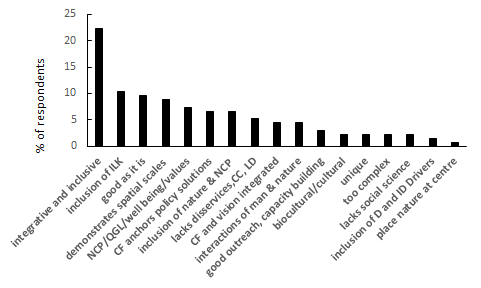 25
20
15
10
5
0
% of respondents
integrative and inclusive
inclusion of ILK
good as it is
demonstrates spatial scales
NCP/QGL/well being/values
CF anchors policy solutions
inclusion of nature & NCP
lacks disservices,CC, LD
CF and vision integrated
interactions of man & nature
good outreach, capacity building
biocultural/cultural
unique
too complex
lacks social science
inclusion of D and ID Drivers
place nature at centre